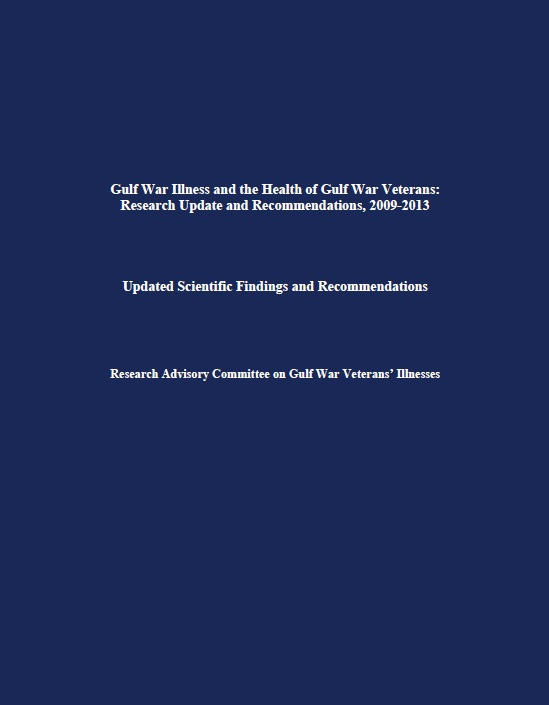 Gulf War Illness and the Health of Gulf War Veterans:
Research Update and Recommendations, 2009-2013
Updated Scientific Findings and Recommendations
Research Advisory Committee on Gulf War Veterans’ Illnesses